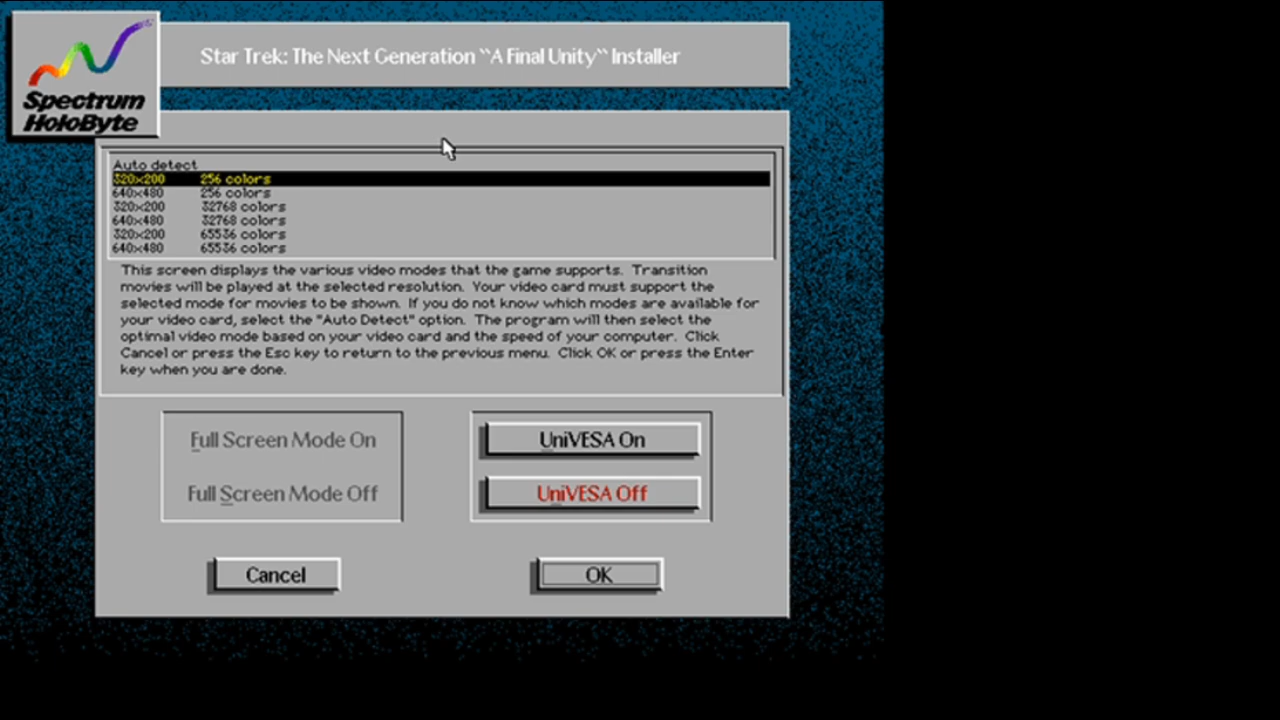 Star Trek: The Next Generation ``A Final Unity`` Installer
Spectrum
HoloByte
Auto detect
320x200 256 colors
640x480 256 colors
320x200 32768 colors
640x480 32768 colors
320x200 65536 colors
640x480 65536 colors
This screen displays the various video modes that the game supports. Transition
movies will be played at the selected resolution. Your video card must support the
selected mode for movies to be shown. If you do not know which modes are available for
your video card, select the "Auto Detect" option. The program will then select the
optimal video mode based on your video card and the speed of your computer. Click
Cancel or press the Esc key to return to the previous menu. Click OK or press the Enter
key when you are done.
Full Screen Mode On
UniVESA On
Full Screen Mode Off
UniVESA Off
Cancel
OK